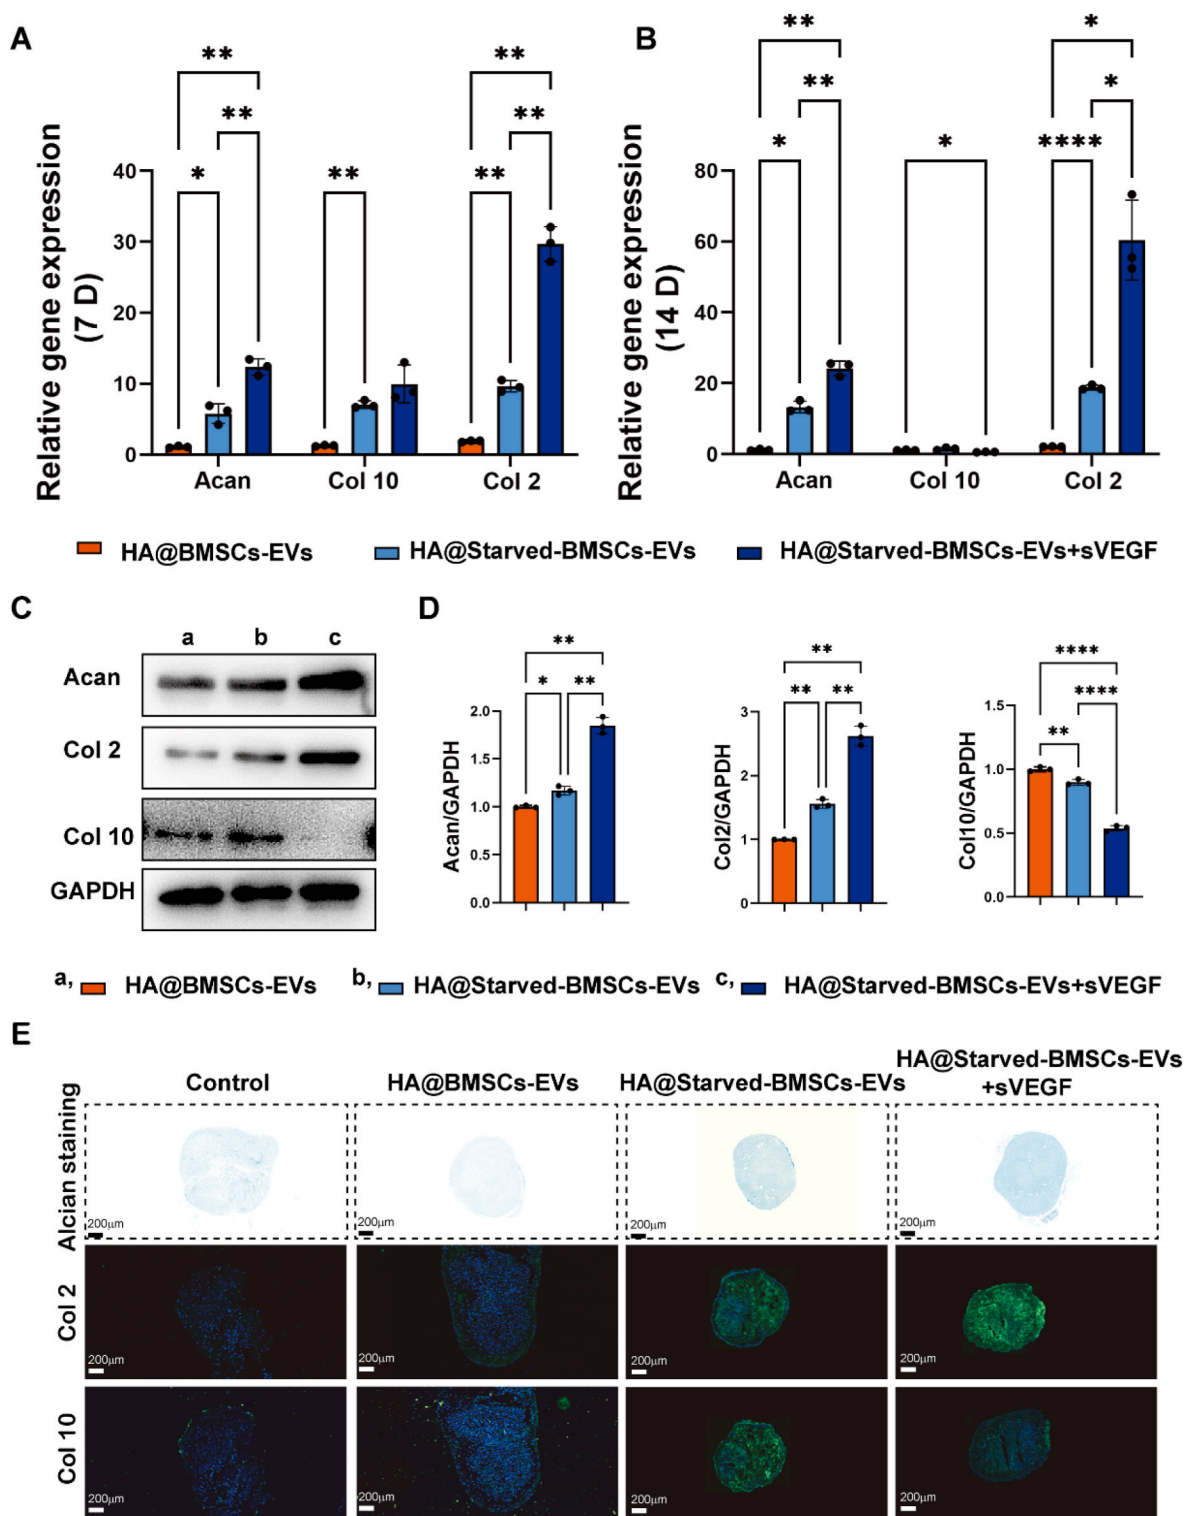 A
B
** ** * ** ** ** **
** ** * * * * ****
Relative gene expression
(7 D)
40
30
20
10
0
Acan Col 10 Col 2
Relative gene expression
(14 D)
80
60
40
20
0
Acan Col 10 Col 2
HA@BMSCs-EVs HA@Starved-BMSCs-EVs HA@Starved-BMSCs-EVs+sVEGF
C
a b c
Acan
Col 2
Col 10
GAPDH
D
** * **
Acan/GAPDH
2.0
1.5
1.0
0.5
0.0
** ** **
Col2/GAPDH
3
2
1
0
**** **** **
Col10/GAPDH
1.5
1.0
0.5
0.0
a, HA@BMSCs-EVs b, HA@Starved-BMSCs-EVs c, HA@Starved-BMSCs-EVs+sVEGF
E
Control HA@BMSCs-EVs HA@Starved-BMSCs-EVs HA@Starved-BMSCs-EVs
+sVEGF
Alcian staining
200μm 200μm 200μm 200μm
Col 2
200μm 200μm 200μm 200μm
Col 10
200μm 200μm 200μm 200μm